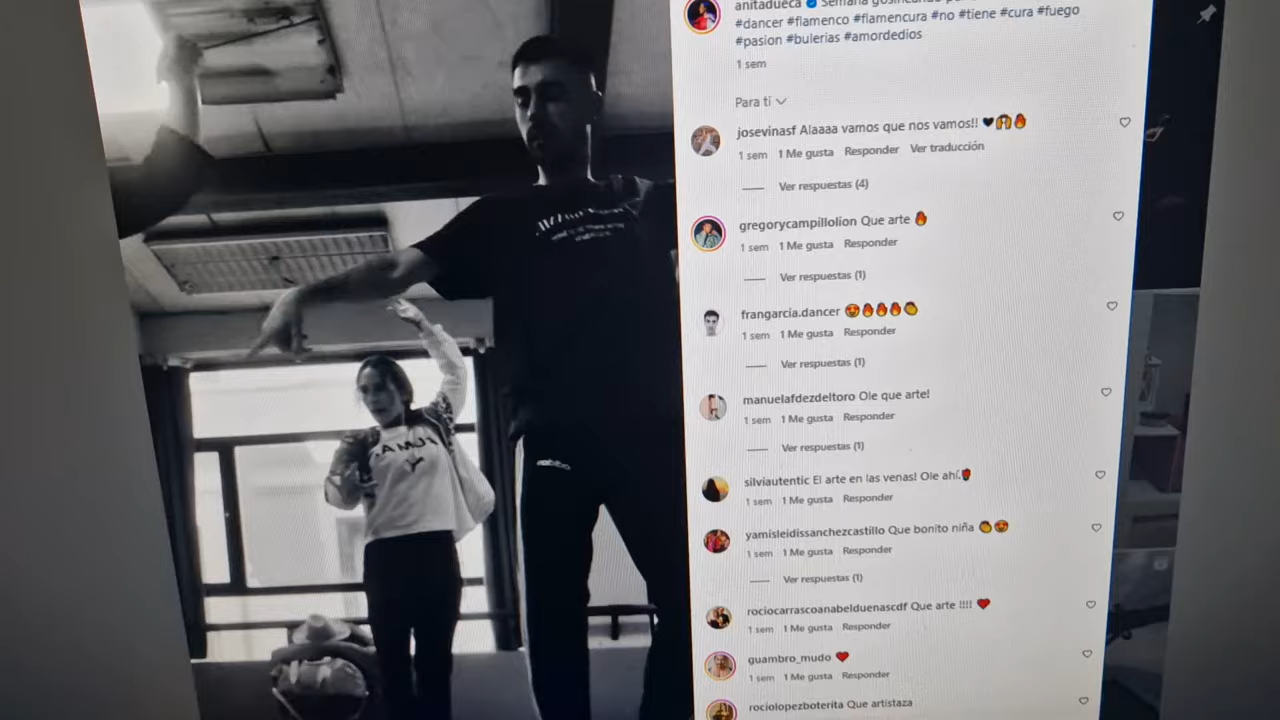 anitadueca Semana
#dancer #flamenco #flamencura #no #tiene #cura #fuego
#pasion #bulerias #amordedios
1 sem
Para ti
josevinasf Alaaaa vamos que nos vamos!! 🖤🙈🔥
1 sem 1 Me gusta Responder Ver traducción
Ver respuestas (4)
gregorycampillolion Que arte 🔥
1 sem 1 Me gusta Responder
Ver respuestas (1)
frangarcia.dancer 😍🔥🔥🔥👏
1 sem 1 Me gusta Responder
Ver respuestas (1)
manuelafdezdeltoro Ole que arte!
1 sem 1 Me gusta Responder
Ver respuestas (1)
silviautentic El arte en las venas! Ole ahí.🌹
1 sem 1 Me gusta Responder
yamisleidissanchezcastillo Que bonito niña 👏😍
1 sem 1 Me gusta Responder
Ver respuestas (1)
rociocarrascoanabelduenascdf Que arte !!!! ❤️
1 sem 1 Me gusta Responder
guambro_mudo ❤️
1 sem 1 Me gusta Responder
rociolopezboterita Que artistaza
adidas